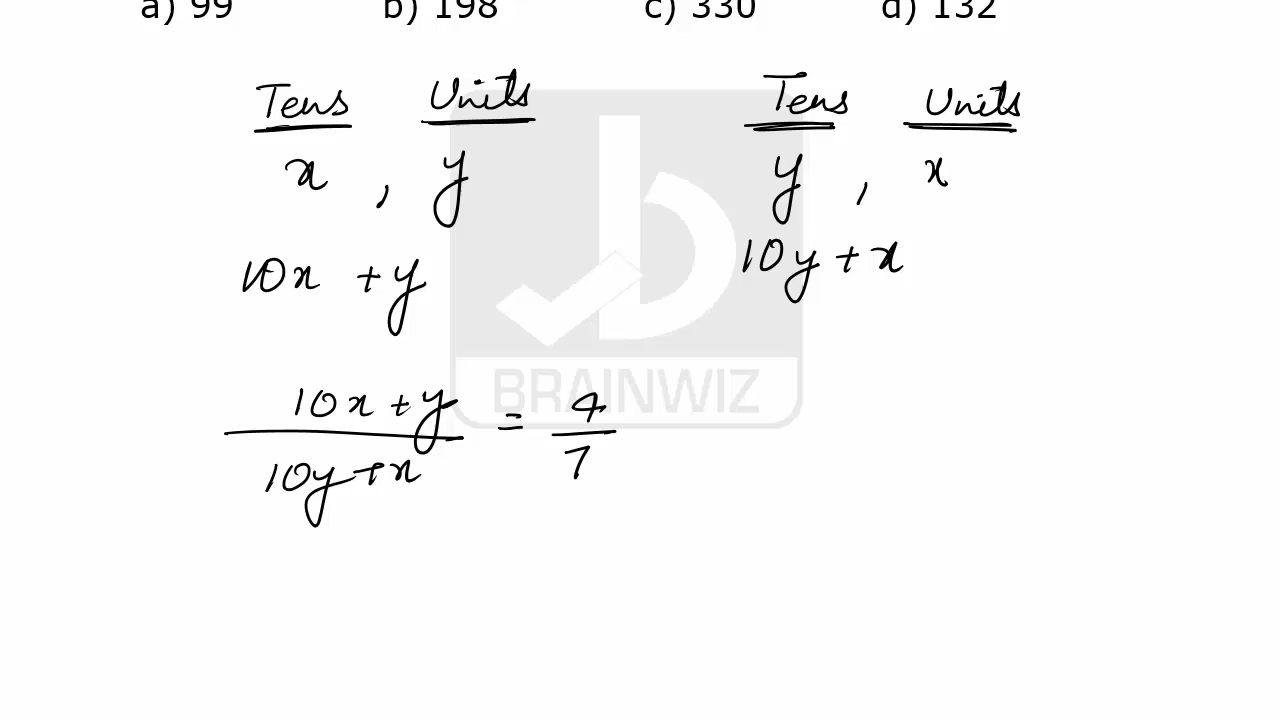 a) 99 b) 198 c) 330 d) 132
Tens Units Tens Units
x , y y , x
10x + y 10y + x
10x + y = 4
10y + x 7
BRAINWIZ